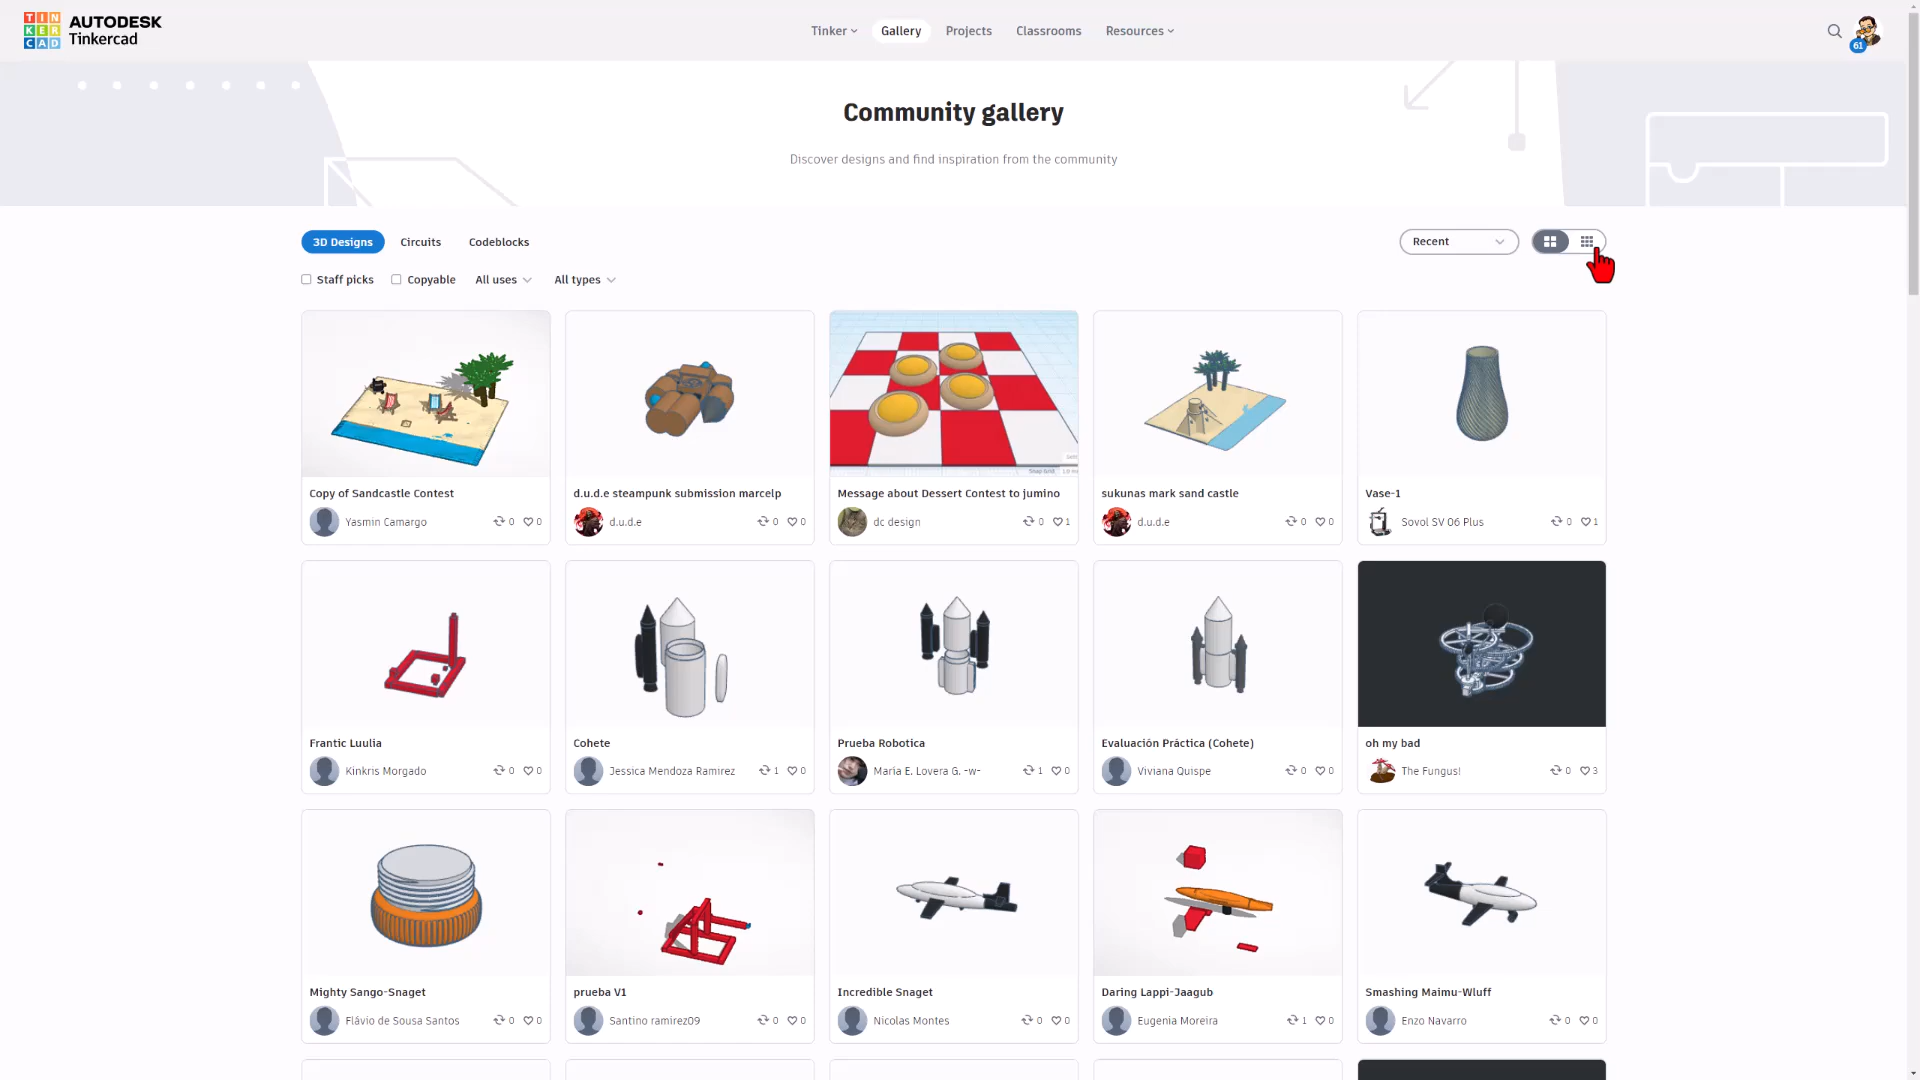 TIN
KER
CAD
AUTODESK
Tinkercad
Tinker
Gallery
Projects
Classrooms
Resources
61
Community gallery
Discover designs and find inspiration from the community
3D Designs
Circuits
Codeblocks
Recent
Staff picks
Copyable
All uses
All types
Copy of Sandcastle Contest
Yasmin Camargo
0
0
d.u.d.e steampunk submission marcelp
d.u.d.e
0
0
Message about Dessert Contest to jumino
dc design
0
1
sukunas mark sand castle
d.u.d.e
0
0
Vase-1
Sovol SV 06 Plus
0
1
Frantic Luulia
Kinkris Morgado
0
0
Cohete
Jessica Mendoza Ramirez
1
0
Prueba Robotica
María E. Lovera G. -w-
1
0
Evaluación Práctica (Cohete)
Viviana Quispe
0
0
oh my bad
The Fungus!
0
3
Mighty Sango-Snaget
Flávio de Sousa Santos
0
0
prueba V1
Santino ramirez09
0
0
Incredible Snaget
Nicolas Montes
0
0
Daring Lappi-Jaagub
Eugenia Moreira
1
0
Smashing Maimu-Wluff
Enzo Navarro
0
0